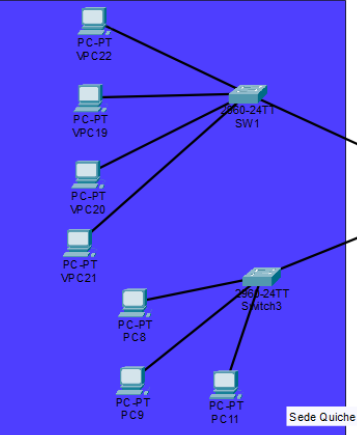 PC-PT
VPC22
PC-PT
VPC19
2960-24TT
SW1
PC-PT
VPC20
PC-PT
VPC21
2960-24TT
Switch3
PC-PT
PC8
PC-PT
PC9
PC-PT
PC11
Sede Quiche